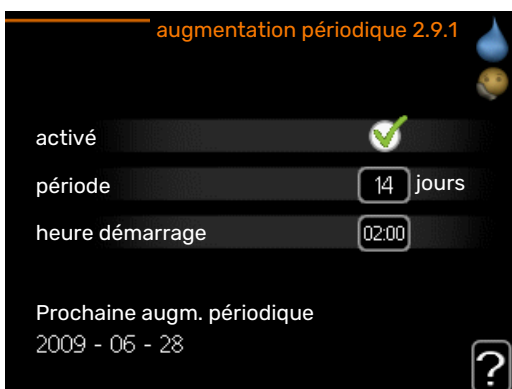 augmentation périodique 2.9.1
activé
période 14 jours
heure démarrage 02:00
Prochaine augm. périodique
2009 - 06 - 28
?